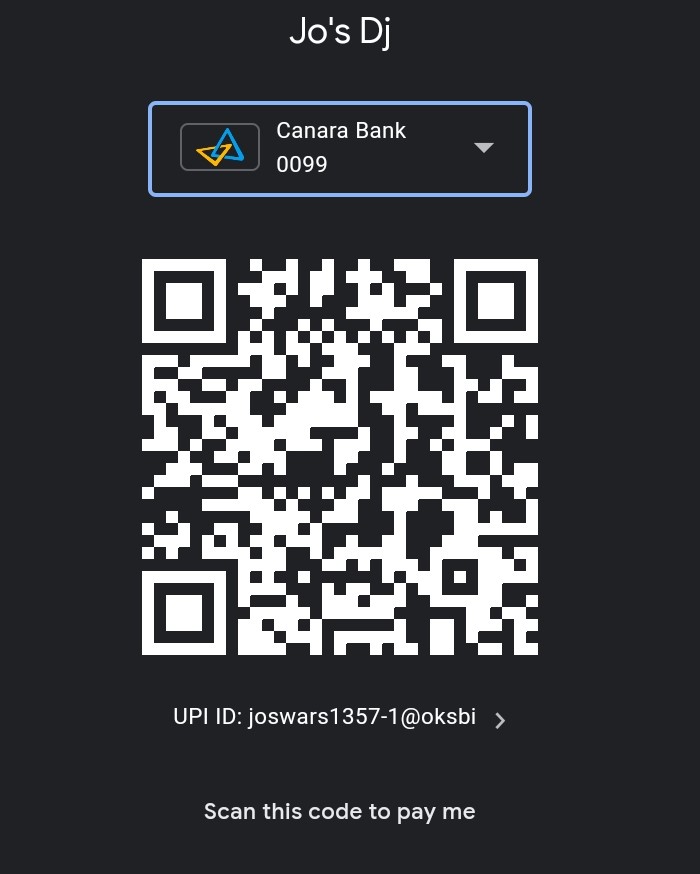 Jo's Dj
Canara Bank
0099
UPI ID: joswars1357-1@oksbi
Scan this code to pay me